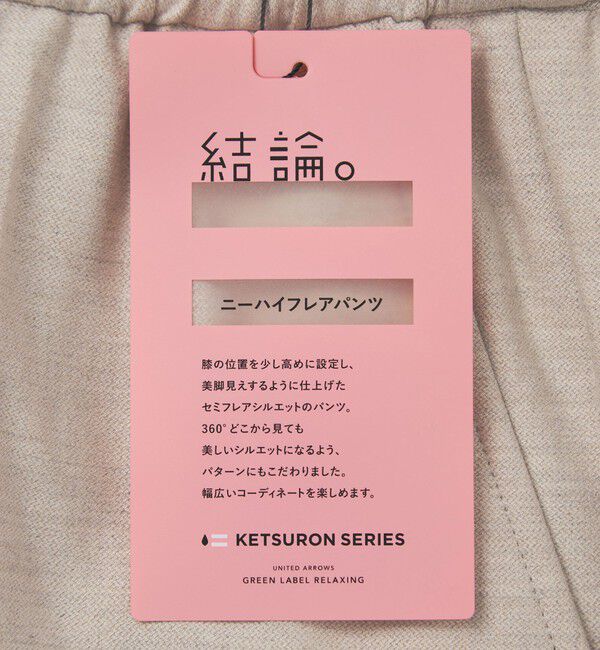 結論。
ニーハイフレアパンツ
膝の位置を少し高めに設定し、
美脚見えするように仕上げた
セミフレアシルエットのパンツ。
360°どこから見ても
美しいシルエットになるよう、
パターンにもこだわりました。
幅広いコーディネートを楽しめます。
KETSURON SERIES
UNITED ARROWS
GREEN LABEL RELAXING